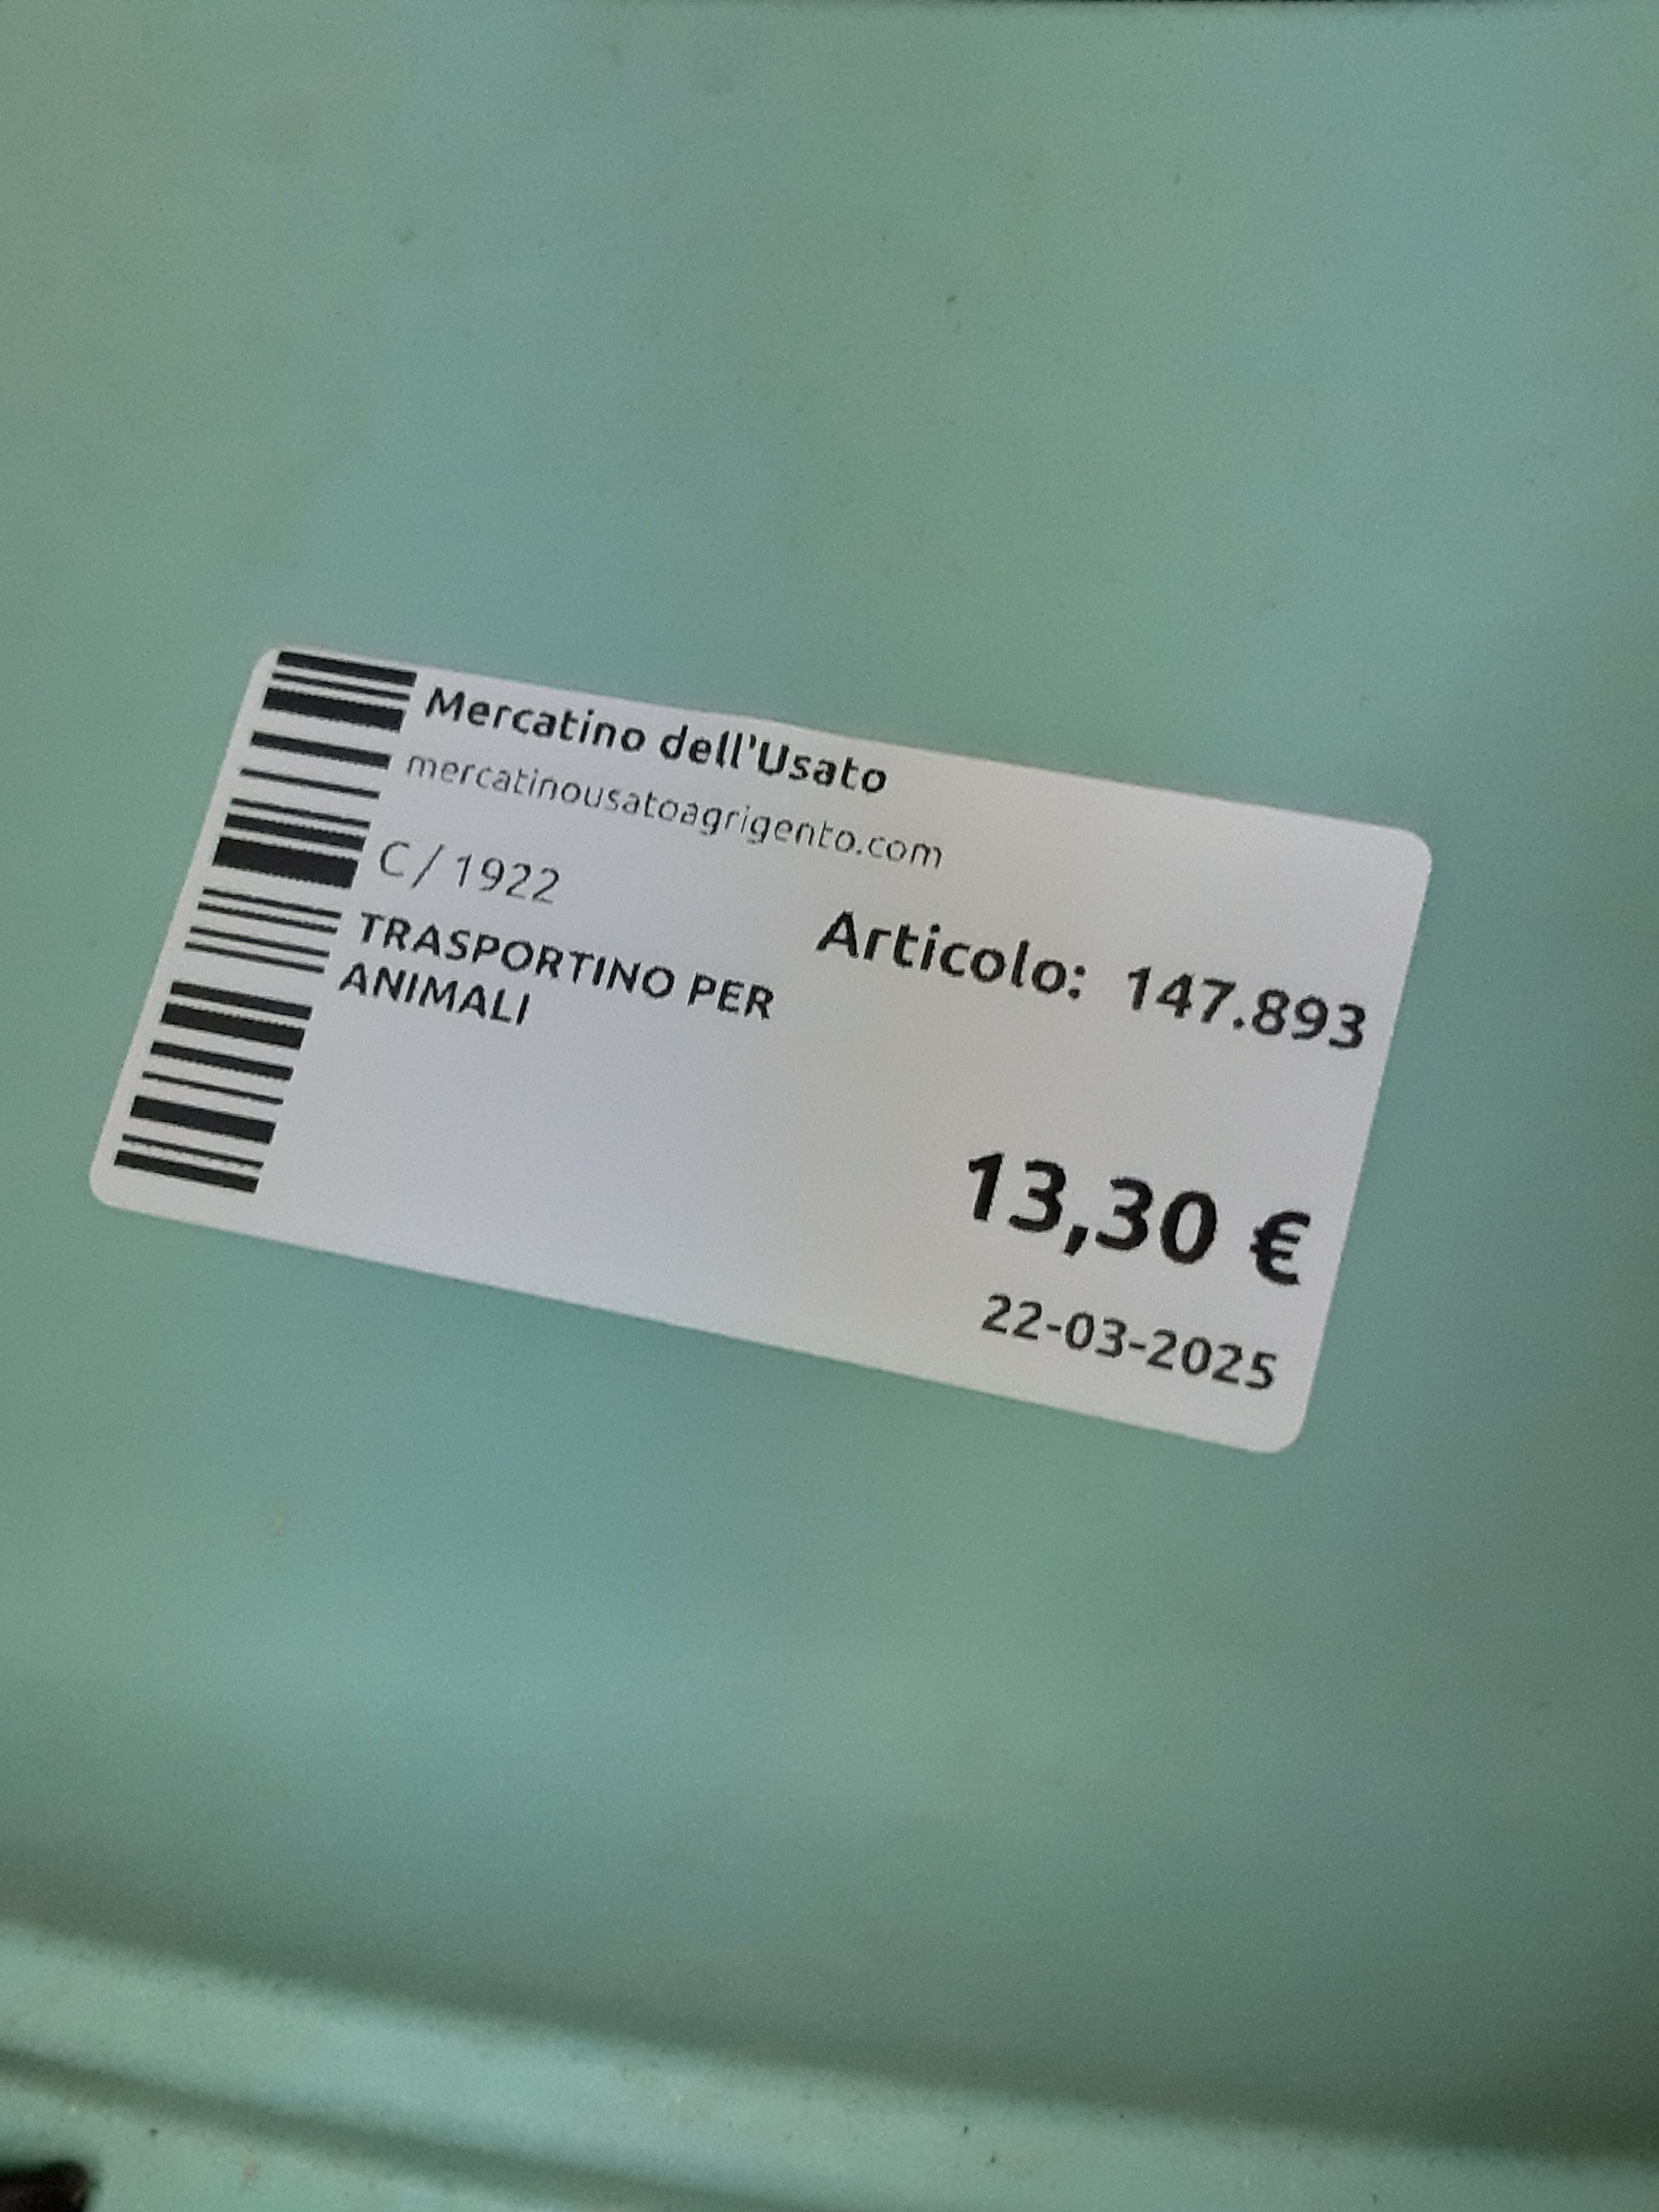 Mercatino dell'Usato
mercatinousatoagrigento.com
C/ 1922
Articolo: 147.893
TRASPORTINO PER
ANIMALI
13,30 €
22-03-2025